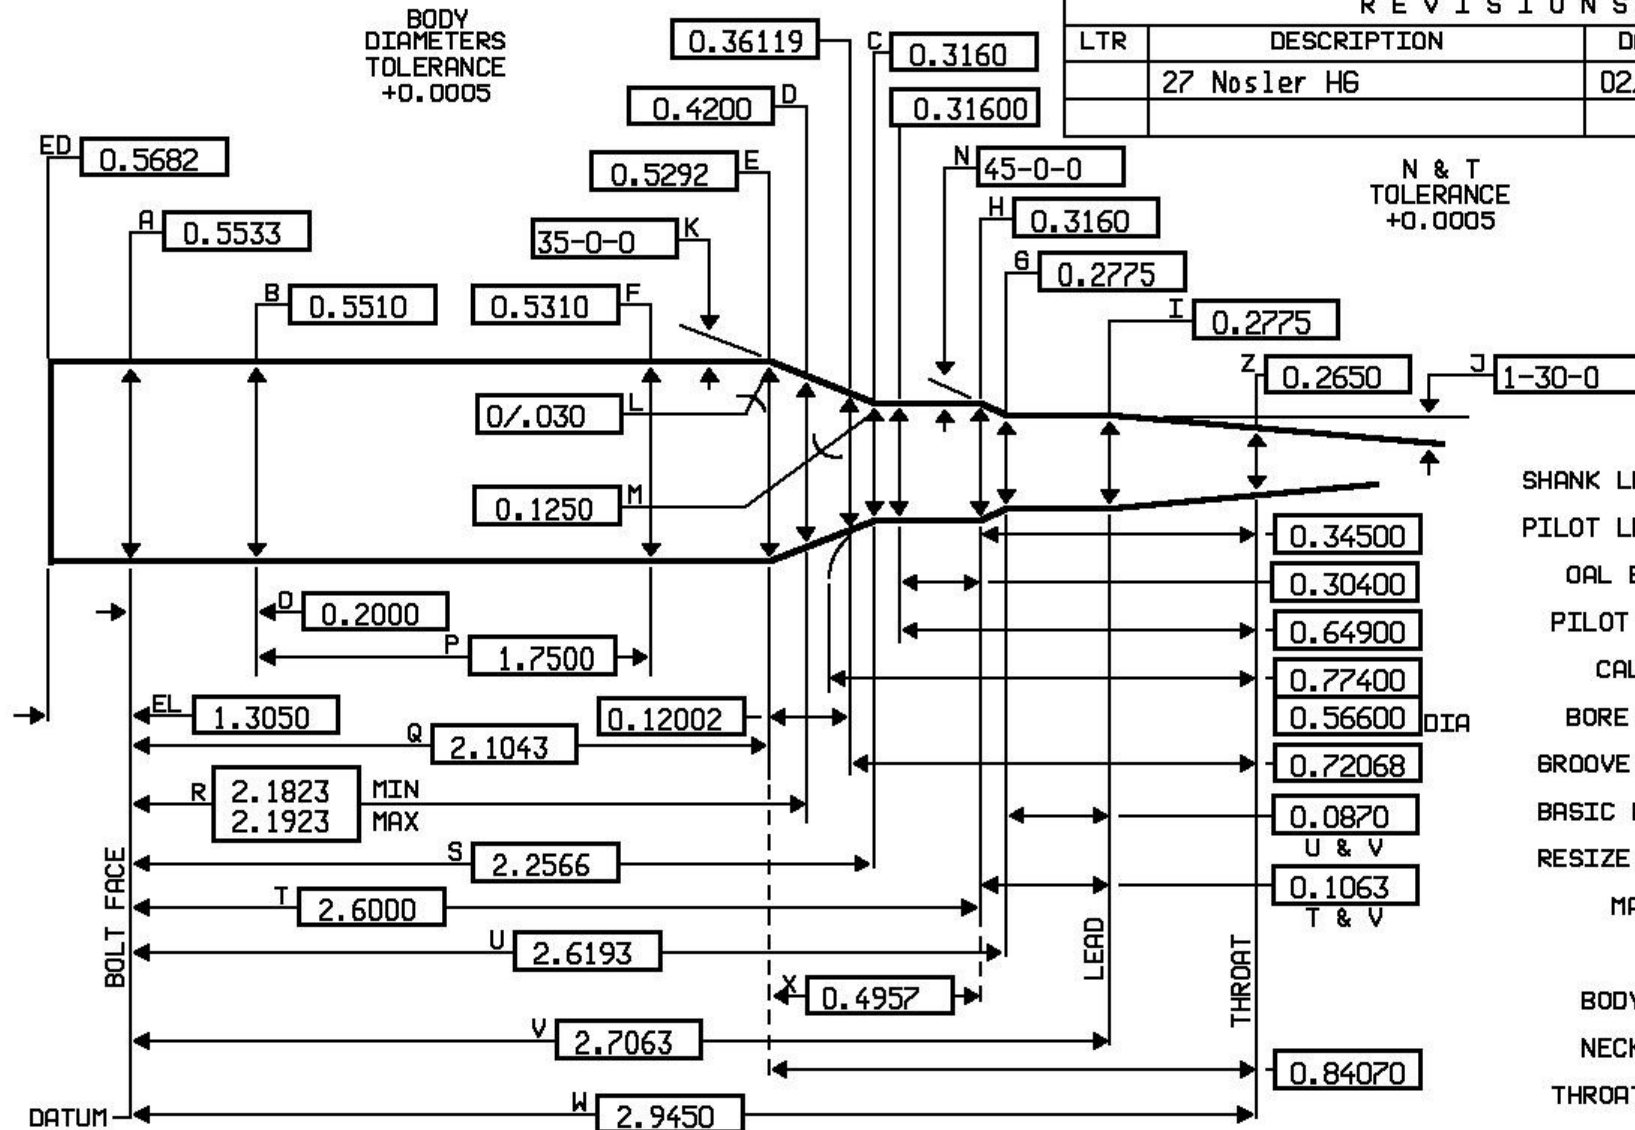 BODY
DIAMETERS
TOLERANCE
+0.0005
0.36119
C 0.3160
R E V I S I O N S
LTR DESCRIPTION
27 Nosler HG 02
0.4200 D
0.31600
ED 0.5682
0.5292 E
N 45-0-0
N & T
TOLERANCE
+0.0005
A 0.5533
35-0-0 K
H 0.3160
G 0.2775
B 0.5510
0.5310 F
I 0.2775
Z 0.2650
J 1-30-0
0/.030 L
0.1250 M
SHANK
0.34500
PILOT
0.30400
OAL
O 0.2000
0.64900
PILOT
P 1.7500
0.77400
CAL
EL 1.3050
0.12002
0.56600 DIA
BORE
Q 2.1043
0.72068
GROOVE
R 2.1823 MIN
2.1923 MAX
0.0870
U & V
BASIC
S 2.2566
RESIZE
0.1063
T & V
T 2.6000
BOLT FACE
U 2.6193
LEAD
THROAT
X 0.4957
BODY
V 2.7063
NECK
0.84070
THROAT
DATUM
W 2.9450